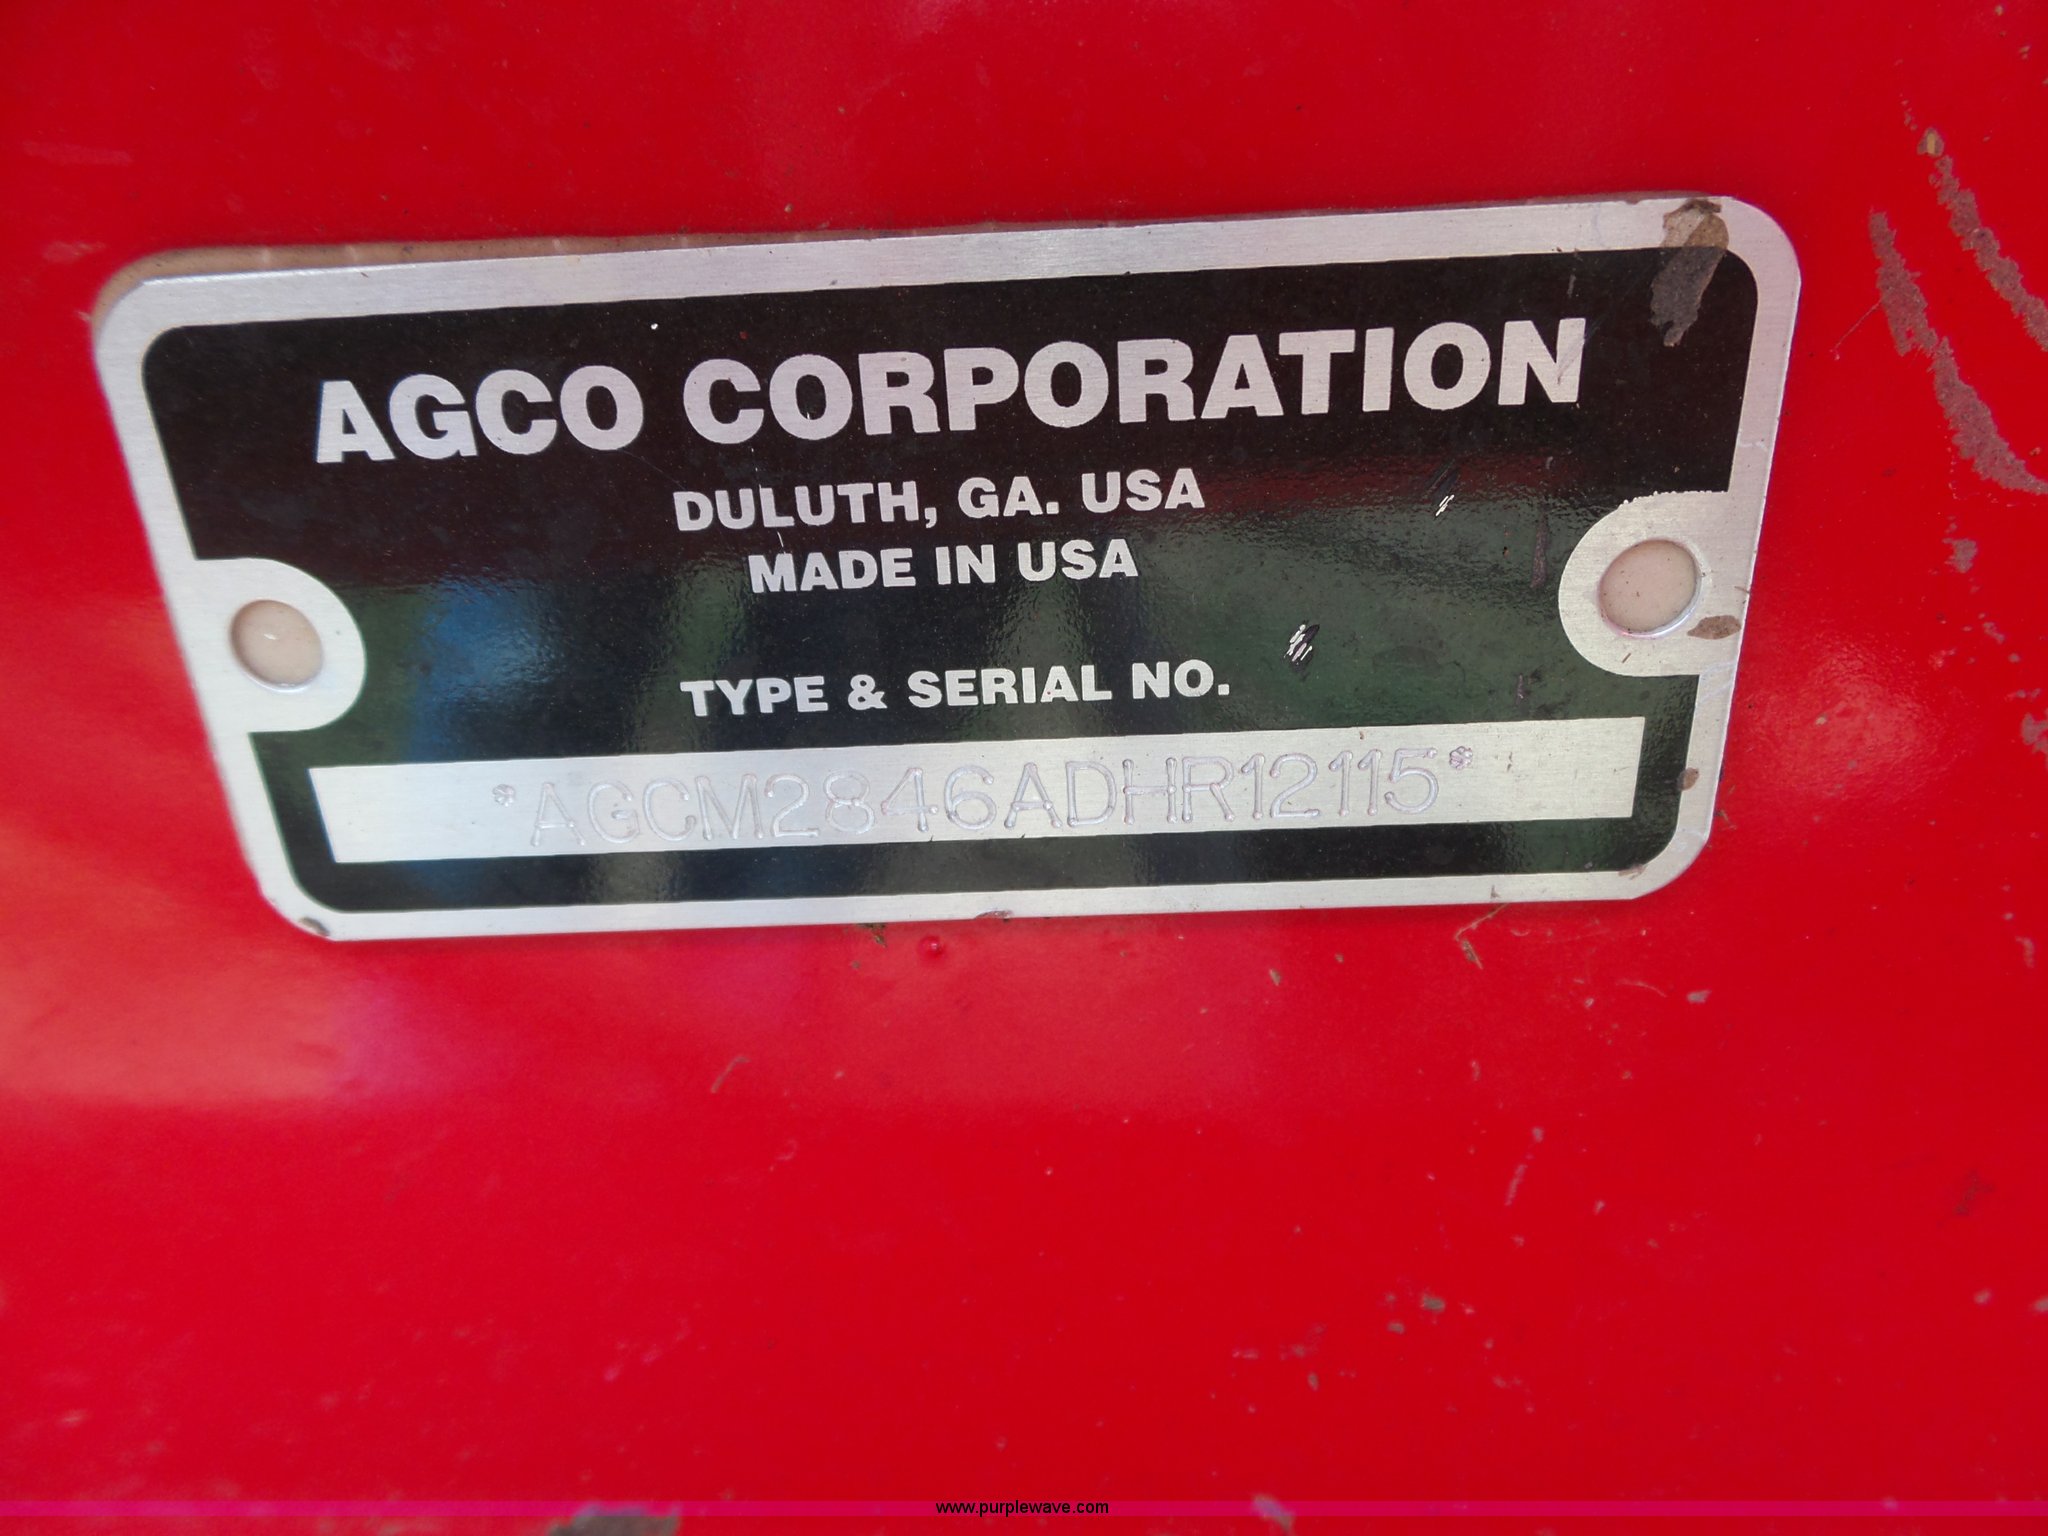 AGCO CORPORATION
DULUTH, GA. USA
MADE IN USA
TYPE & SERIAL NO.
*AGCM2846ADHR12115*
www.purplewave.com